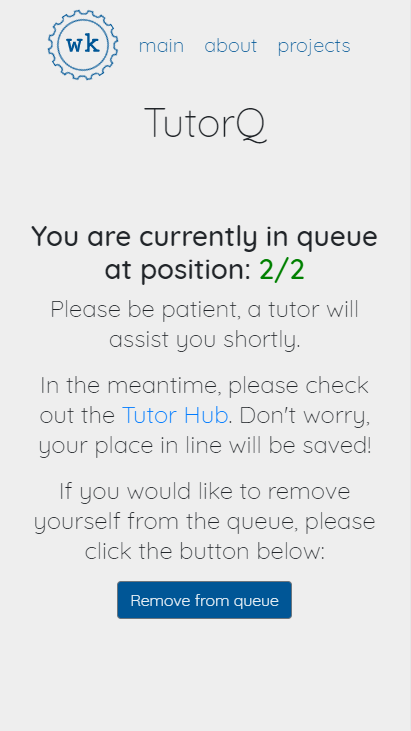 wk main about projects
TutorQ
You are currently in queue
at position: 2/2
Please be patient, a tutor will
assist you shortly.
In the meantime, please check
out the Tutor Hub. Don't worry,
your place in line will be saved!
If you would like to remove
yourself from the queue, please
click the button below:
Remove from queue